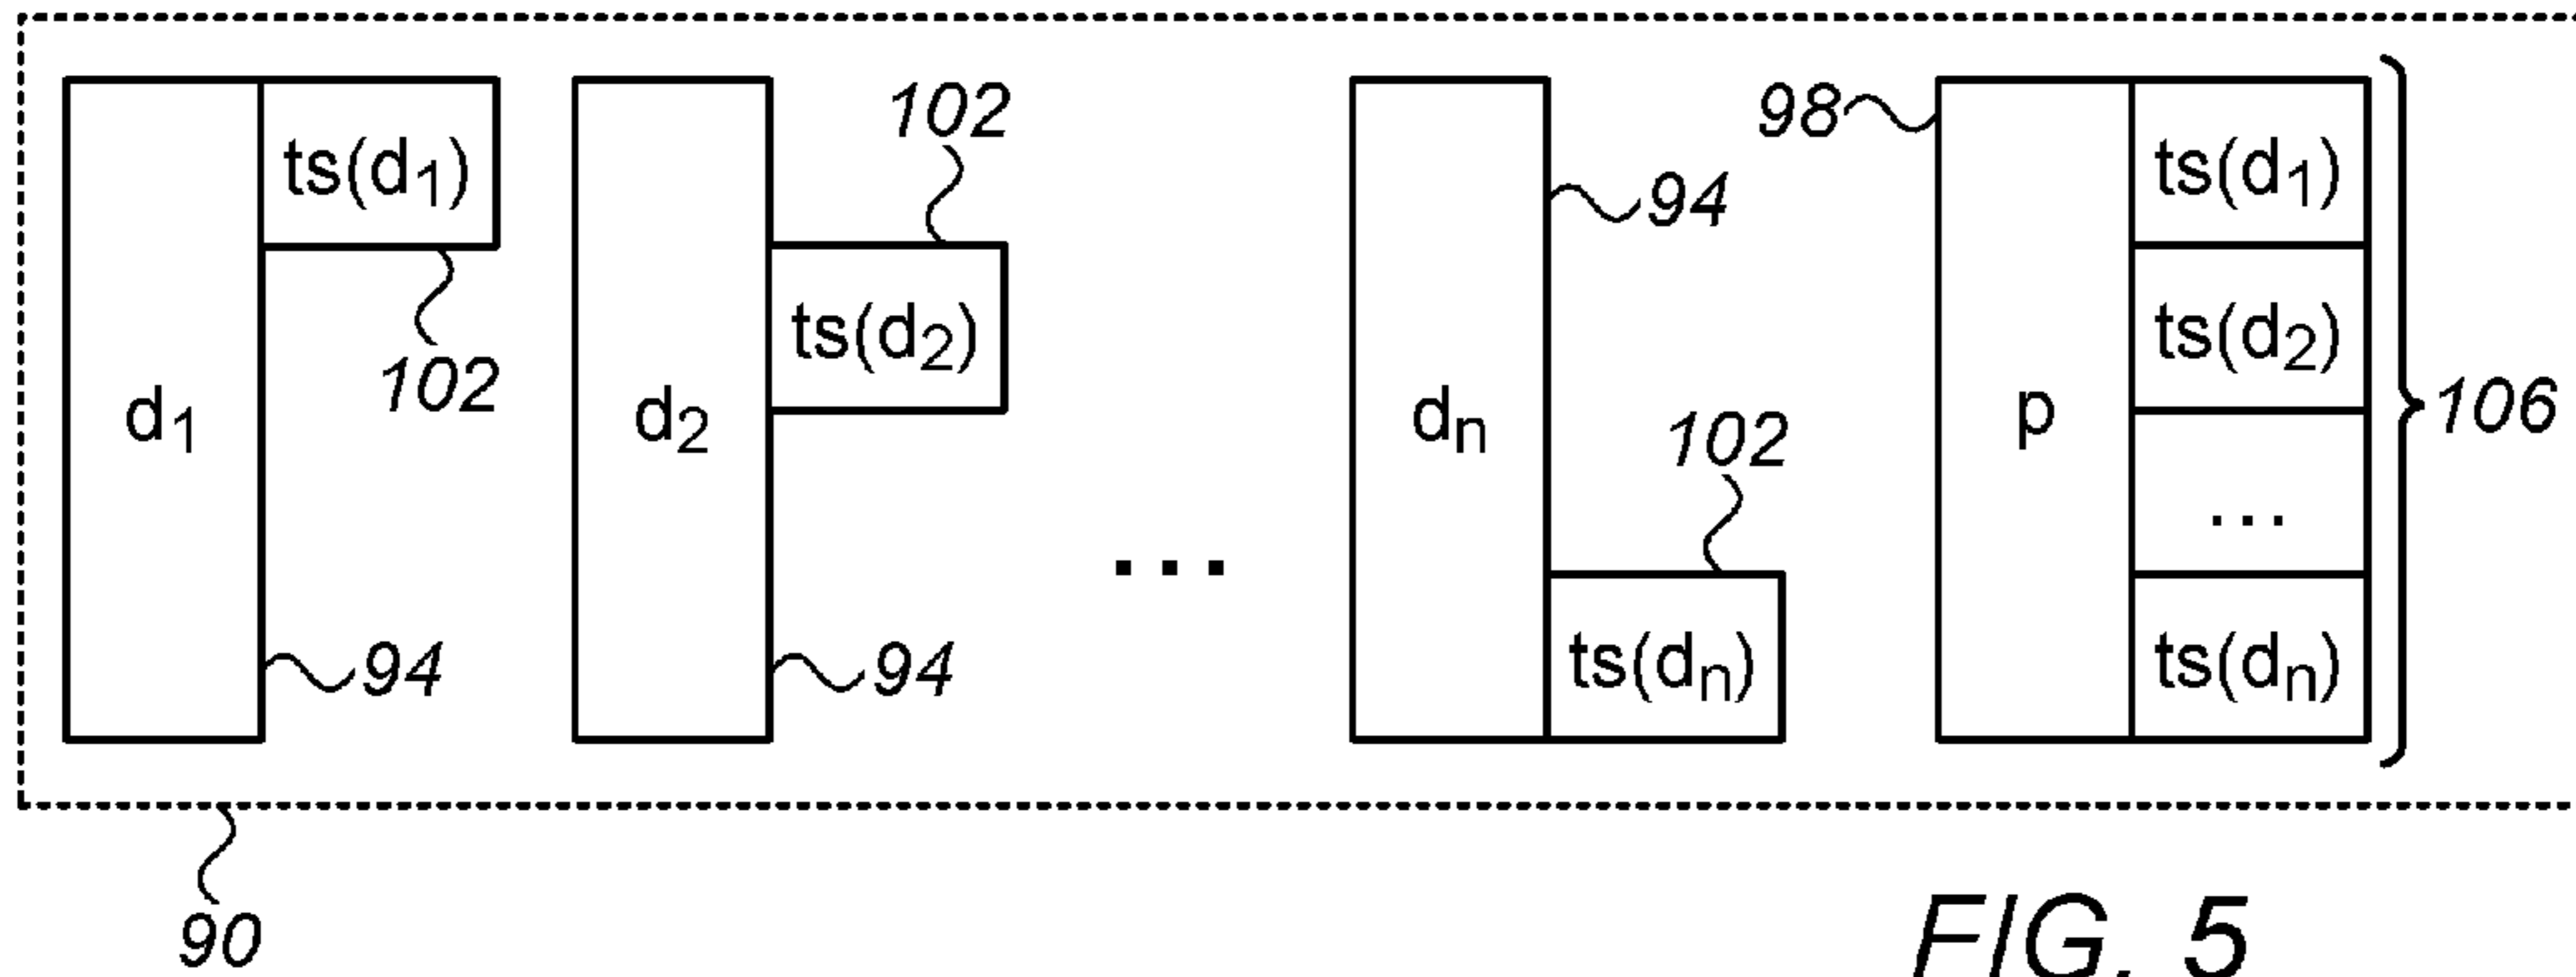 ts(d₁) 102 98 ts(d₁)
102 94
ts(d₂) ts(d₂)
102
d₁ d₂ dₙ p 106
102
... ...
94 94 ts(dₙ) ts(dₙ)
90
FIG. 5